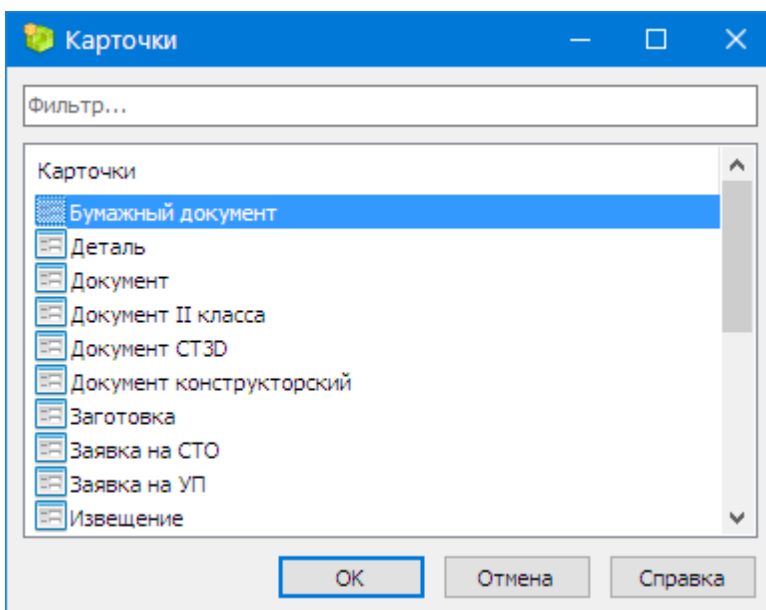 Карточки
Фильтр...
Карточки
Бумажный документ
Деталь
Документ
Документ II класса
Документ СТ3D
Документ конструкторский
Заготовка
Заявка на СТО
Заявка на УП
Извещение
ОК
Отмена
Справка